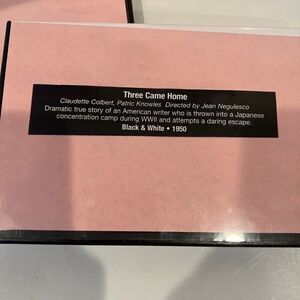 Three Came Home
Claudette Colbert, Patric Knowles Directed by Jean Negulesco
Dramatic true story of an American writer who is thrown into a Japanese
concentration camp during WWII and attempts a daring escape.
Black & White • 1950